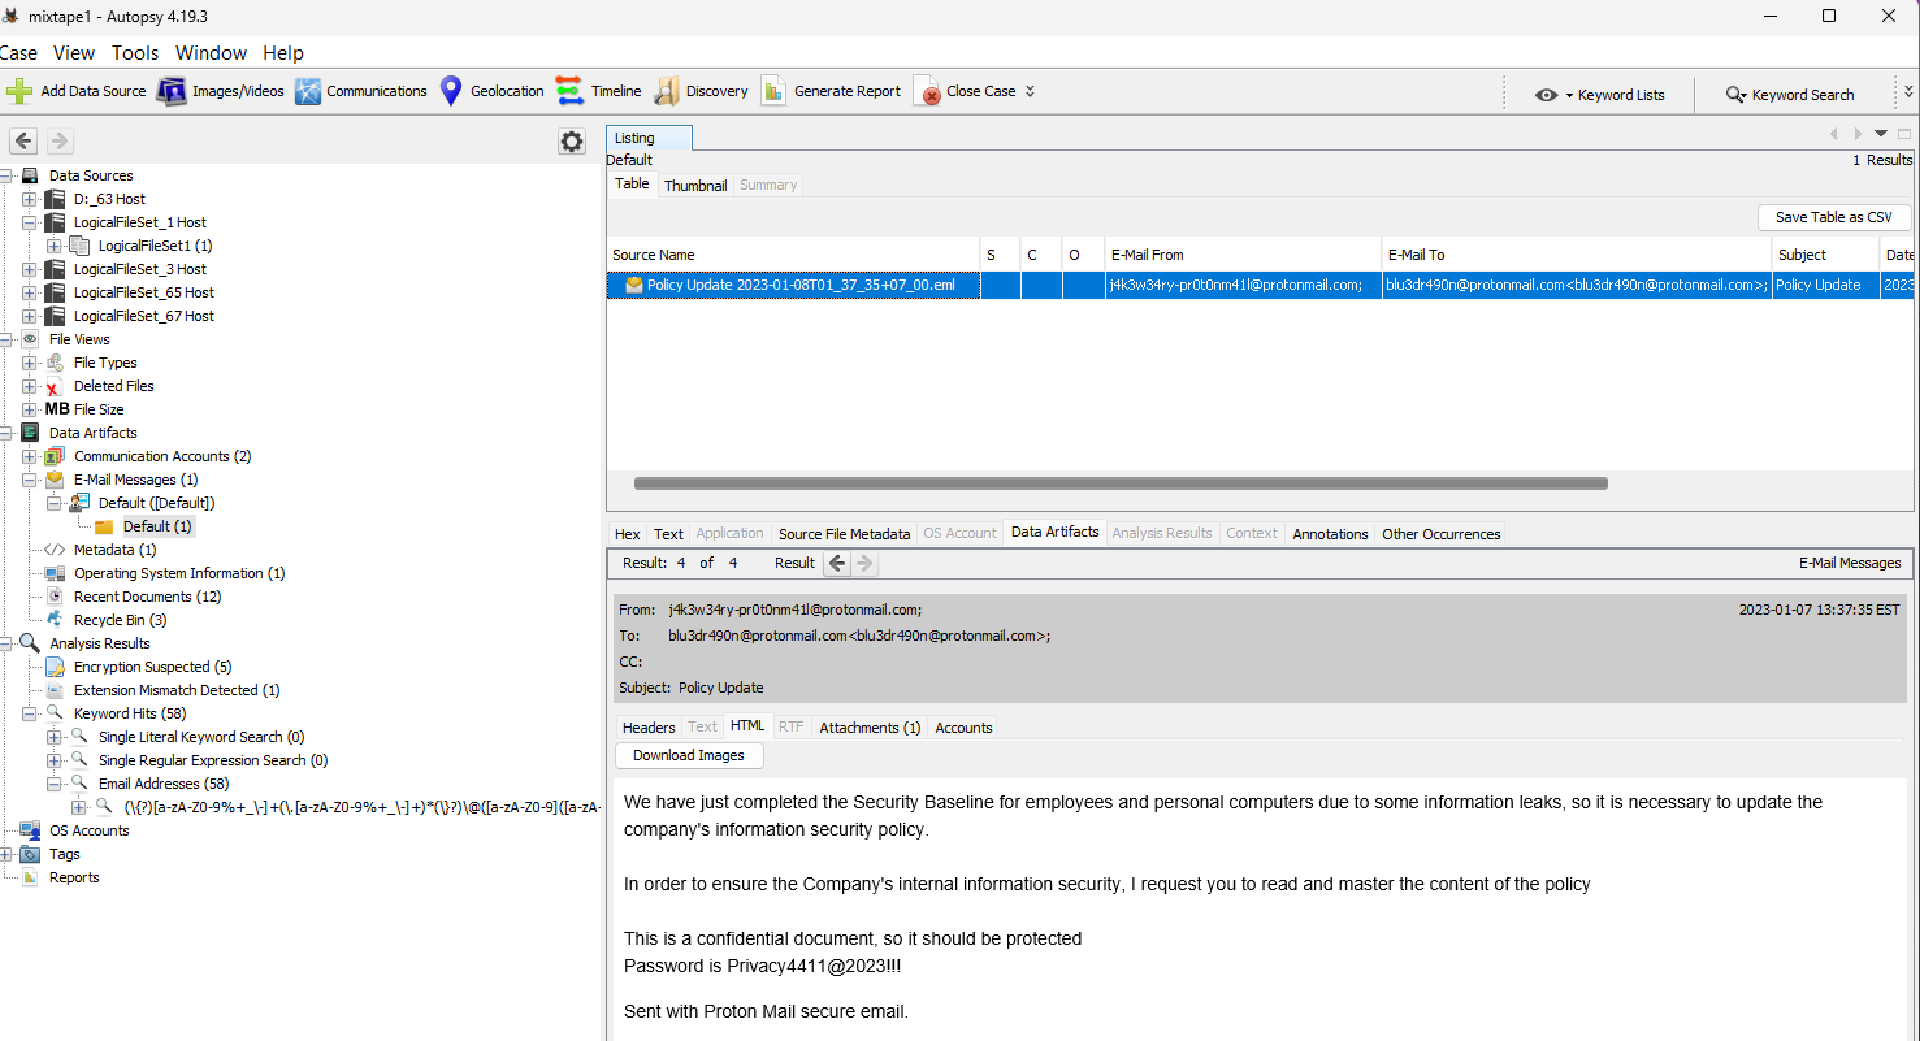 mixtape1 - Autopsy 4.19.3
Case View Tools Window Help
Add Data Source Images/Videos Communications Geolocation Timeline Discovery Generate Report Close Case Keyword Lists Keyword Search
Data Sources
D:_63 Host
LogicalFileSet_1 Host
LogicalFileSet1 (1)
LogicalFileSet_3 Host
LogicalFileSet_65 Host
LogicalFileSet_67 Host
File Views
File Types
Deleted Files
MB File Size
Data Artifacts
Communication Accounts (2)
E-Mail Messages (1)
Default ([Default])
Default (1)
Metadata (1)
Operating System Information (1)
Recent Documents (12)
Recycle Bin (3)
Analysis Results
Encryption Suspected (5)
Extension Mismatch Detected (1)
Keyword Hits (58)
Single Literal Keyword Search (0)
Single Regular Expression Search (0)
Email Addresses (58)
(\{?)[a-zA-Z0-9%+_\-]+(\.[a-zA-Z0-9%+_\-]+)*(\}?)\@([a-zA-Z0-9]([a-zA-
OS Accounts
Tags
Reports
Listing
Default
1 Results
Table Thumbnail Summary
Save Table as CSV
Source Name S C O E-Mail From E-Mail To Subject Date
Policy Update 2023-01-08T01_37_35+07_00.eml j4k3w34ry-pr0t0nm41l@protonmail.com; blu3dr490n@protonmail.com<blu3dr490n@protonmail.com>; Policy Update 2023
Hex Text Application Source File Metadata OS Account Data Artifacts Analysis Results Context Annotations Other Occurrences
Result: 4 of 4 Result E-Mail Messages
From: j4k3w34ry-pr0t0nm41l@protonmail.com; 2023-01-07 13:37:35 EST
To: blu3dr490n@protonmail.com<blu3dr490n@protonmail.com>;
CC:
Subject: Policy Update
Headers Text HTML RTF Attachments (1) Accounts
Download Images
We have just completed the Security Baseline for employees and personal computers due to some information leaks, so it is necessary to update the
company's information security policy.
In order to ensure the Company's internal information security, I request you to read and master the content of the policy
This is a confidential document, so it should be protected
Password is Privacy4411@2023!!!
Sent with Proton Mail secure email.